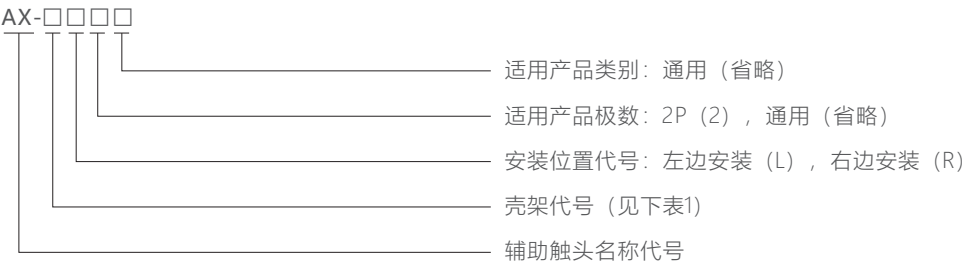 AX-□□□□
适用产品类别：通用（省略）
适用产品极数：2P（2），通用（省略）
安装位置代号：左边安装（L），右边安装（R）
壳架代号（见下表1）
辅助触头名称代号